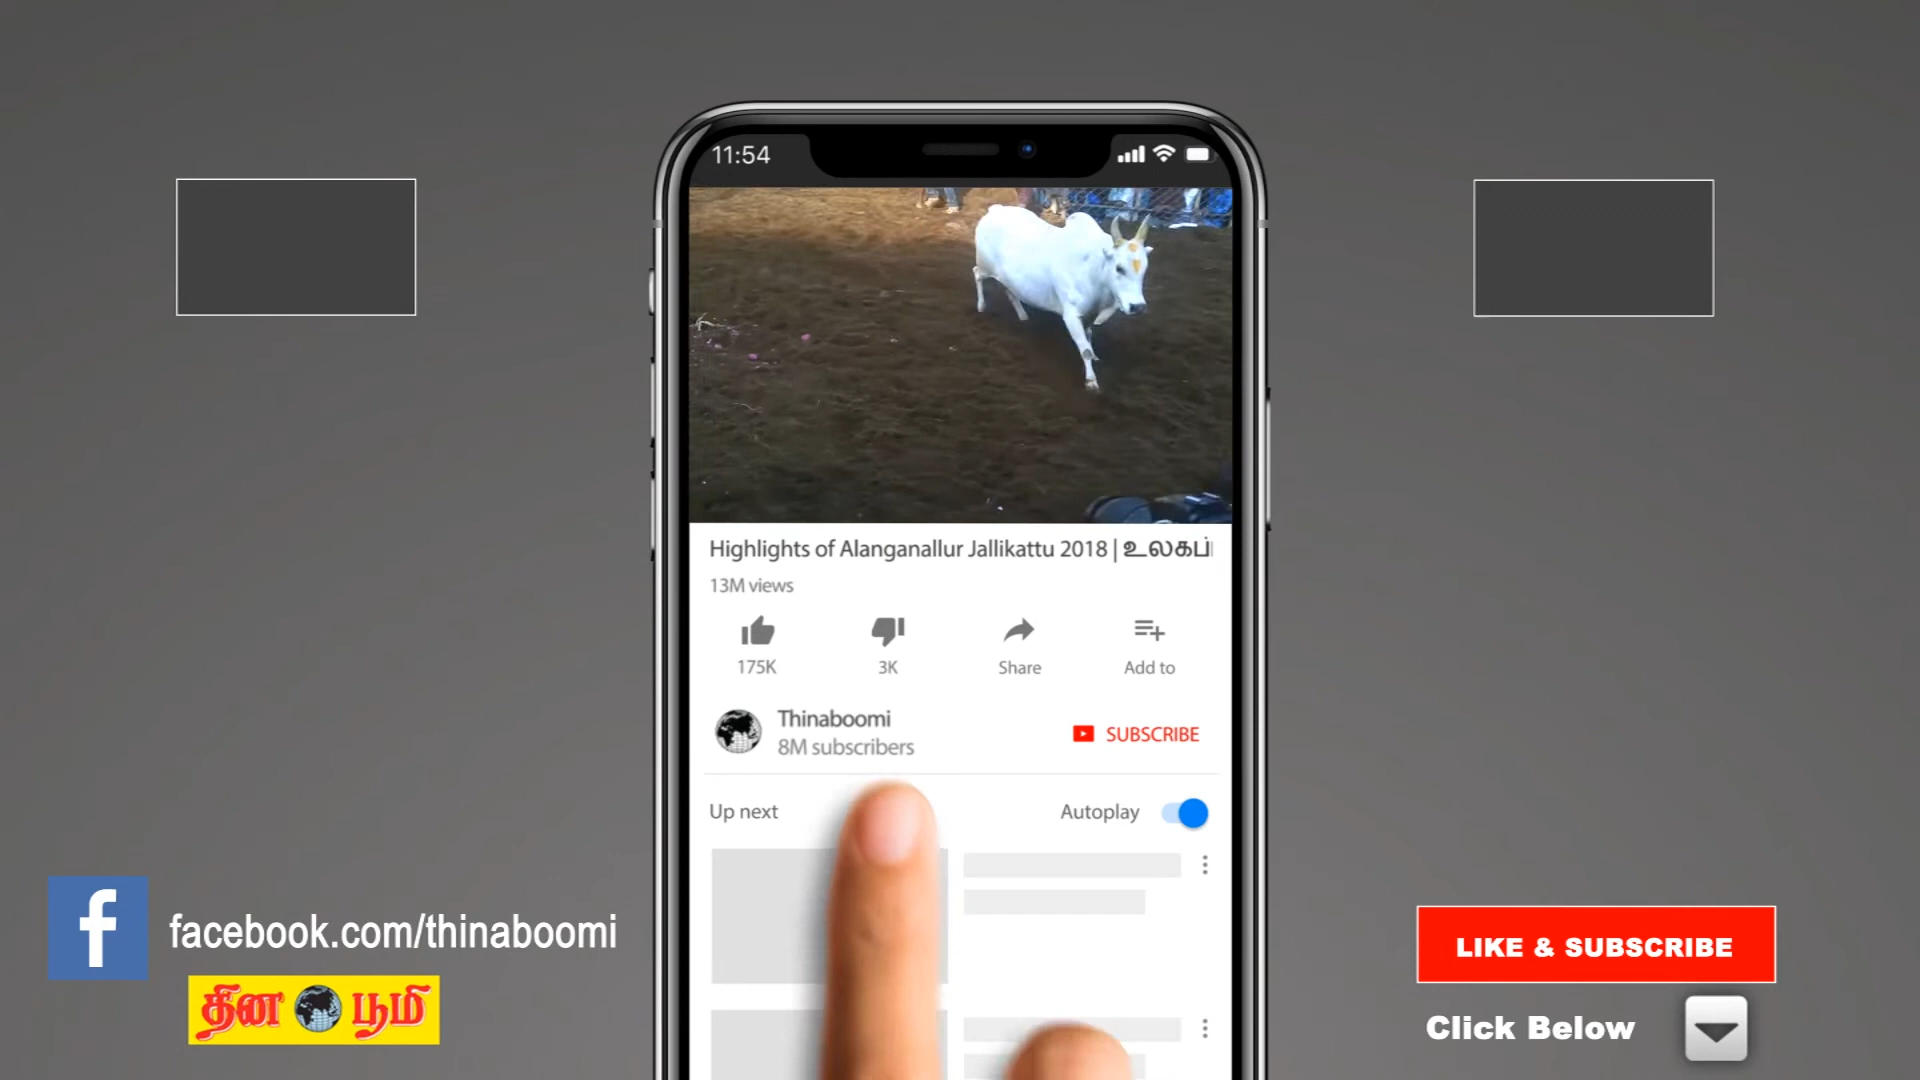 11:54
Highlights of Alanganallur Jallikattu 2018 | உலகப்
13M views
175K
3K
Share
Add to
Thinaboomi
8M subscribers
SUBSCRIBE
Up next
Autoplay
f
facebook.com/thinaboomi
தின பூமி
LIKE & SUBSCRIBE
Click Below